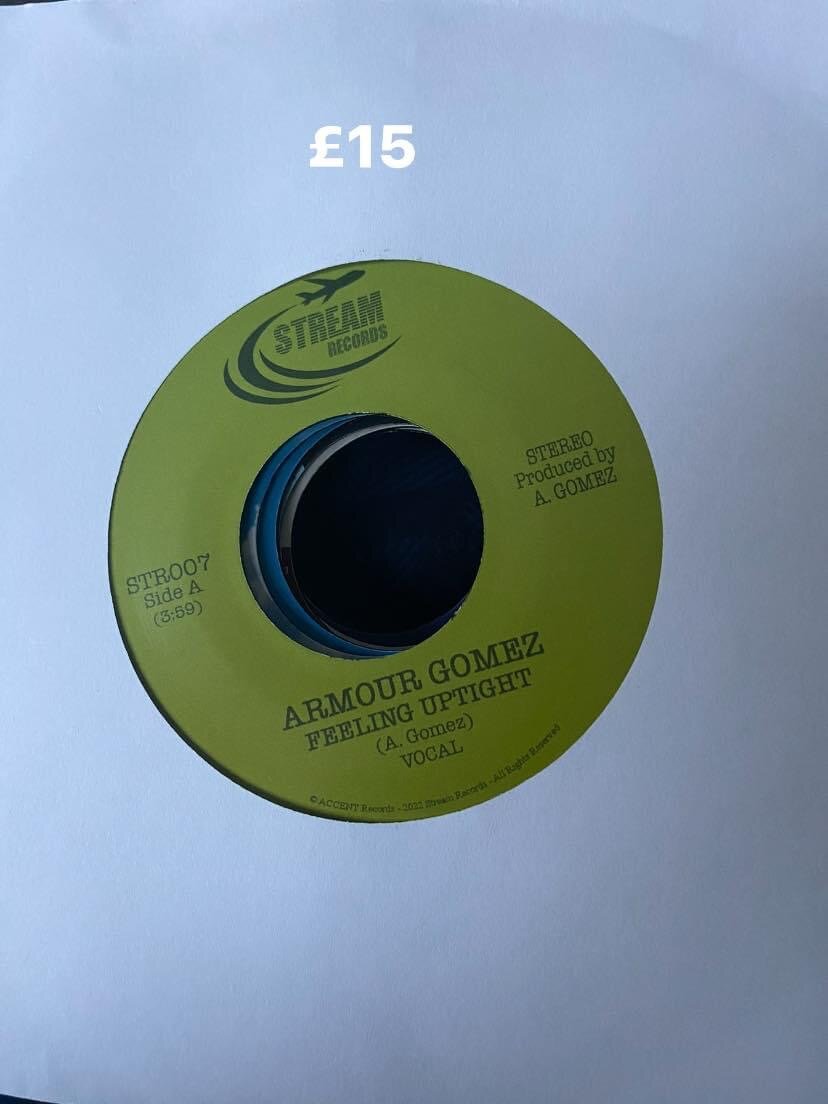 £15
STREAM
RECORDS
STEREO
Produced by
A. GOMEZ
STR007
Side A
(3:59)
ARMOUR GOMEZ
FEELING UPTIGHT
(A. Gomez)
VOCAL
© ACCENT Records - 2022 Stream Records - All Rights Reserved